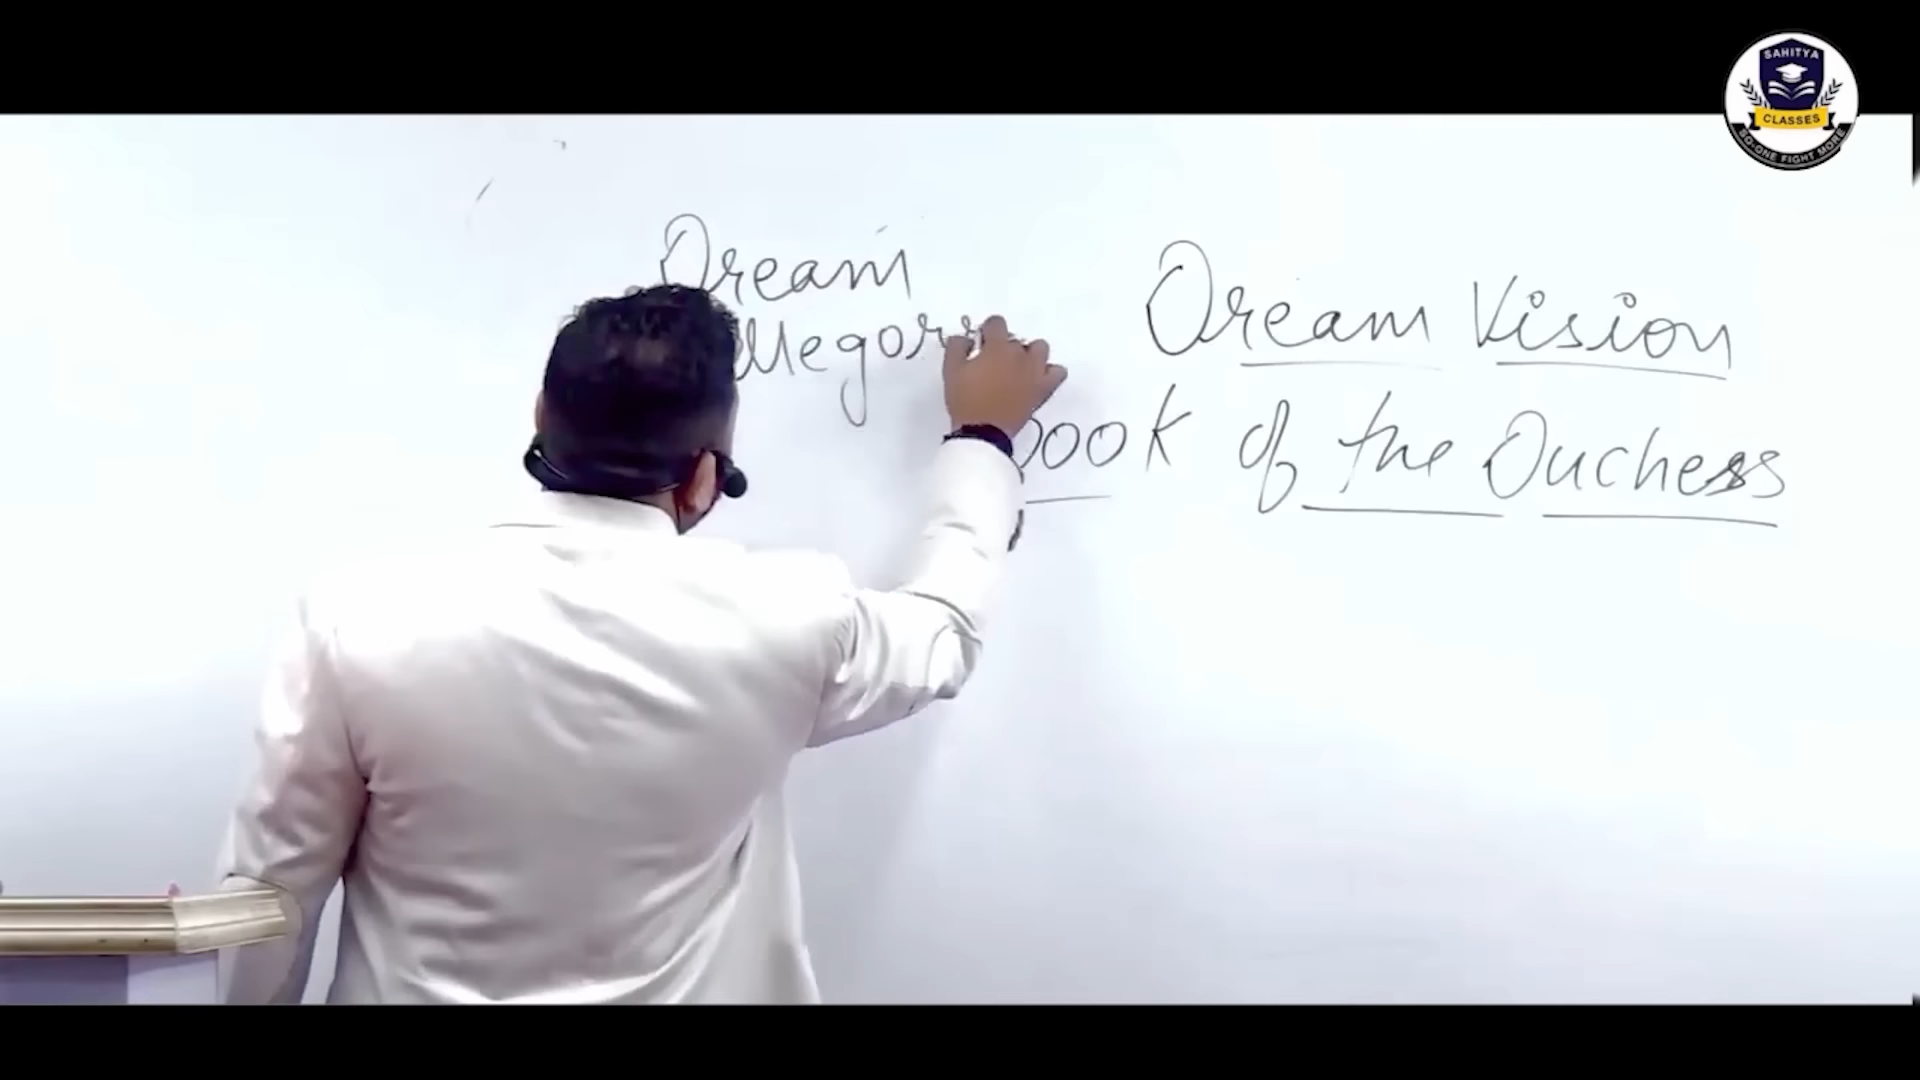 SAHITYA
CLASSES
Dream
Dream Vision
of the Duchess